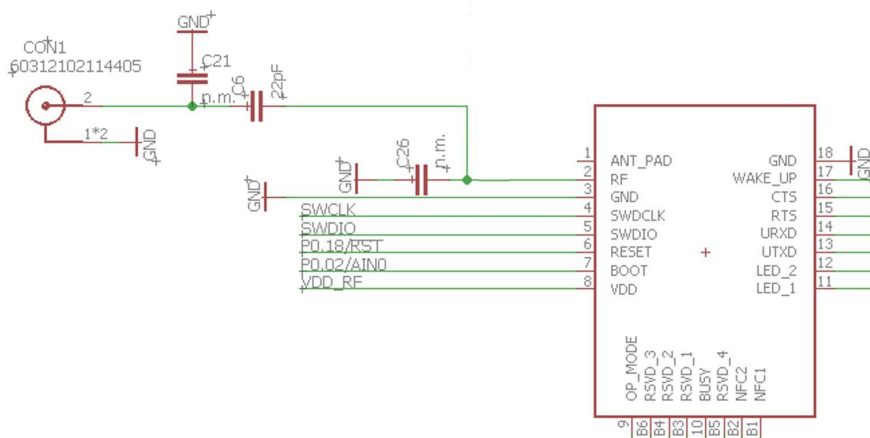 GND
CON1
60312102114405
C21
C6
22pF
n.m.
2
1*2
GND
C26
n.m.
GND
GND
SWCLK
SWDIO
P0.18/RST
P0.02/AIN0
VDD_RF
1 ANT_PAD
2 RF
3 GND
4 SWDCLK
5 SWDIO
6 RESET
7 BOOT
8 VDD
GND 18 GND
WAKE_UP 17
CTS 16
RTS 15
URXD 14
UTXD 13
LED_2 12
LED_1 11
OP_MODE 9
RSVD_3 B6
RSVD_2 B4
RSVD_1 B3
BUSY 10
RSVD_4 B5
NFC2 B2
NFC1 B1